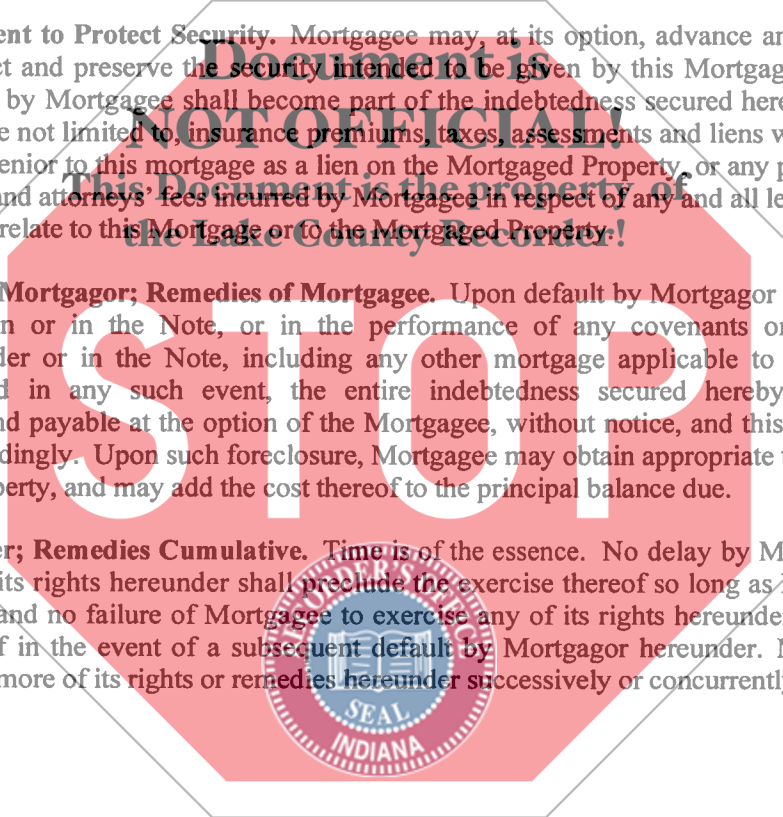 ent to Protect Security. Mortgagee may, at its option, advance an
Document is
ct and preserve the security intended to be given by this Mortgag
by Mortgagee shall become part of the indebtedness secured here
NOT OFFICIAL!
e not limited to, insurance premiums, taxes, assessments and liens w
enior to this mortgage as a lien on the Mortgaged Property, or any p
This Document is the property of
and attorneys' fees incurred by Mortgagee in respect of any and all le
relate to this Mortgage or to the Mortgaged Property.
the Lake County Recorder!
Mortgagor; Remedies of Mortgagee. Upon default by Mortgagor
n or in the Note, or in the performance of any covenants or
der or in the Note, including any other mortgage applicable to
d in any such event, the entire indebtedness secured hereby
nd payable at the option of the Mortgagee, without notice, and this
STOP
dingly. Upon such foreclosure, Mortgagee may obtain appropriate
perty, and may add the cost thereof to the principal balance due.
er; Remedies Cumulative. Time is of the essence. No delay by M
its rights hereunder shall preclude the exercise thereof so long as
and no failure of Mortgagee to exercise any of its rights hereunder
f in the event of a subsequent default by Mortgagor hereunder.
more of its rights or remedies hereunder successively or concurrently
SEAL
INDIANA